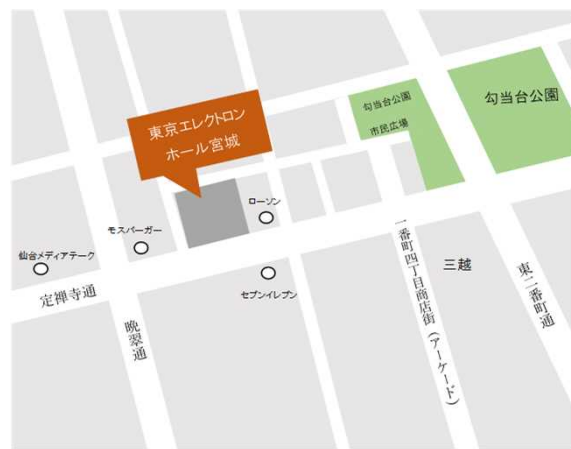 勾当台公園
勾当台公園
市民広場
東京エレクトロン
ホール宮城
ローソン
モスバーガー
仙台メディアテーク
セブンイレブン
三越
定禅寺通
晩翠通
一番町四丁目商店街(アーケード)
東二番町通